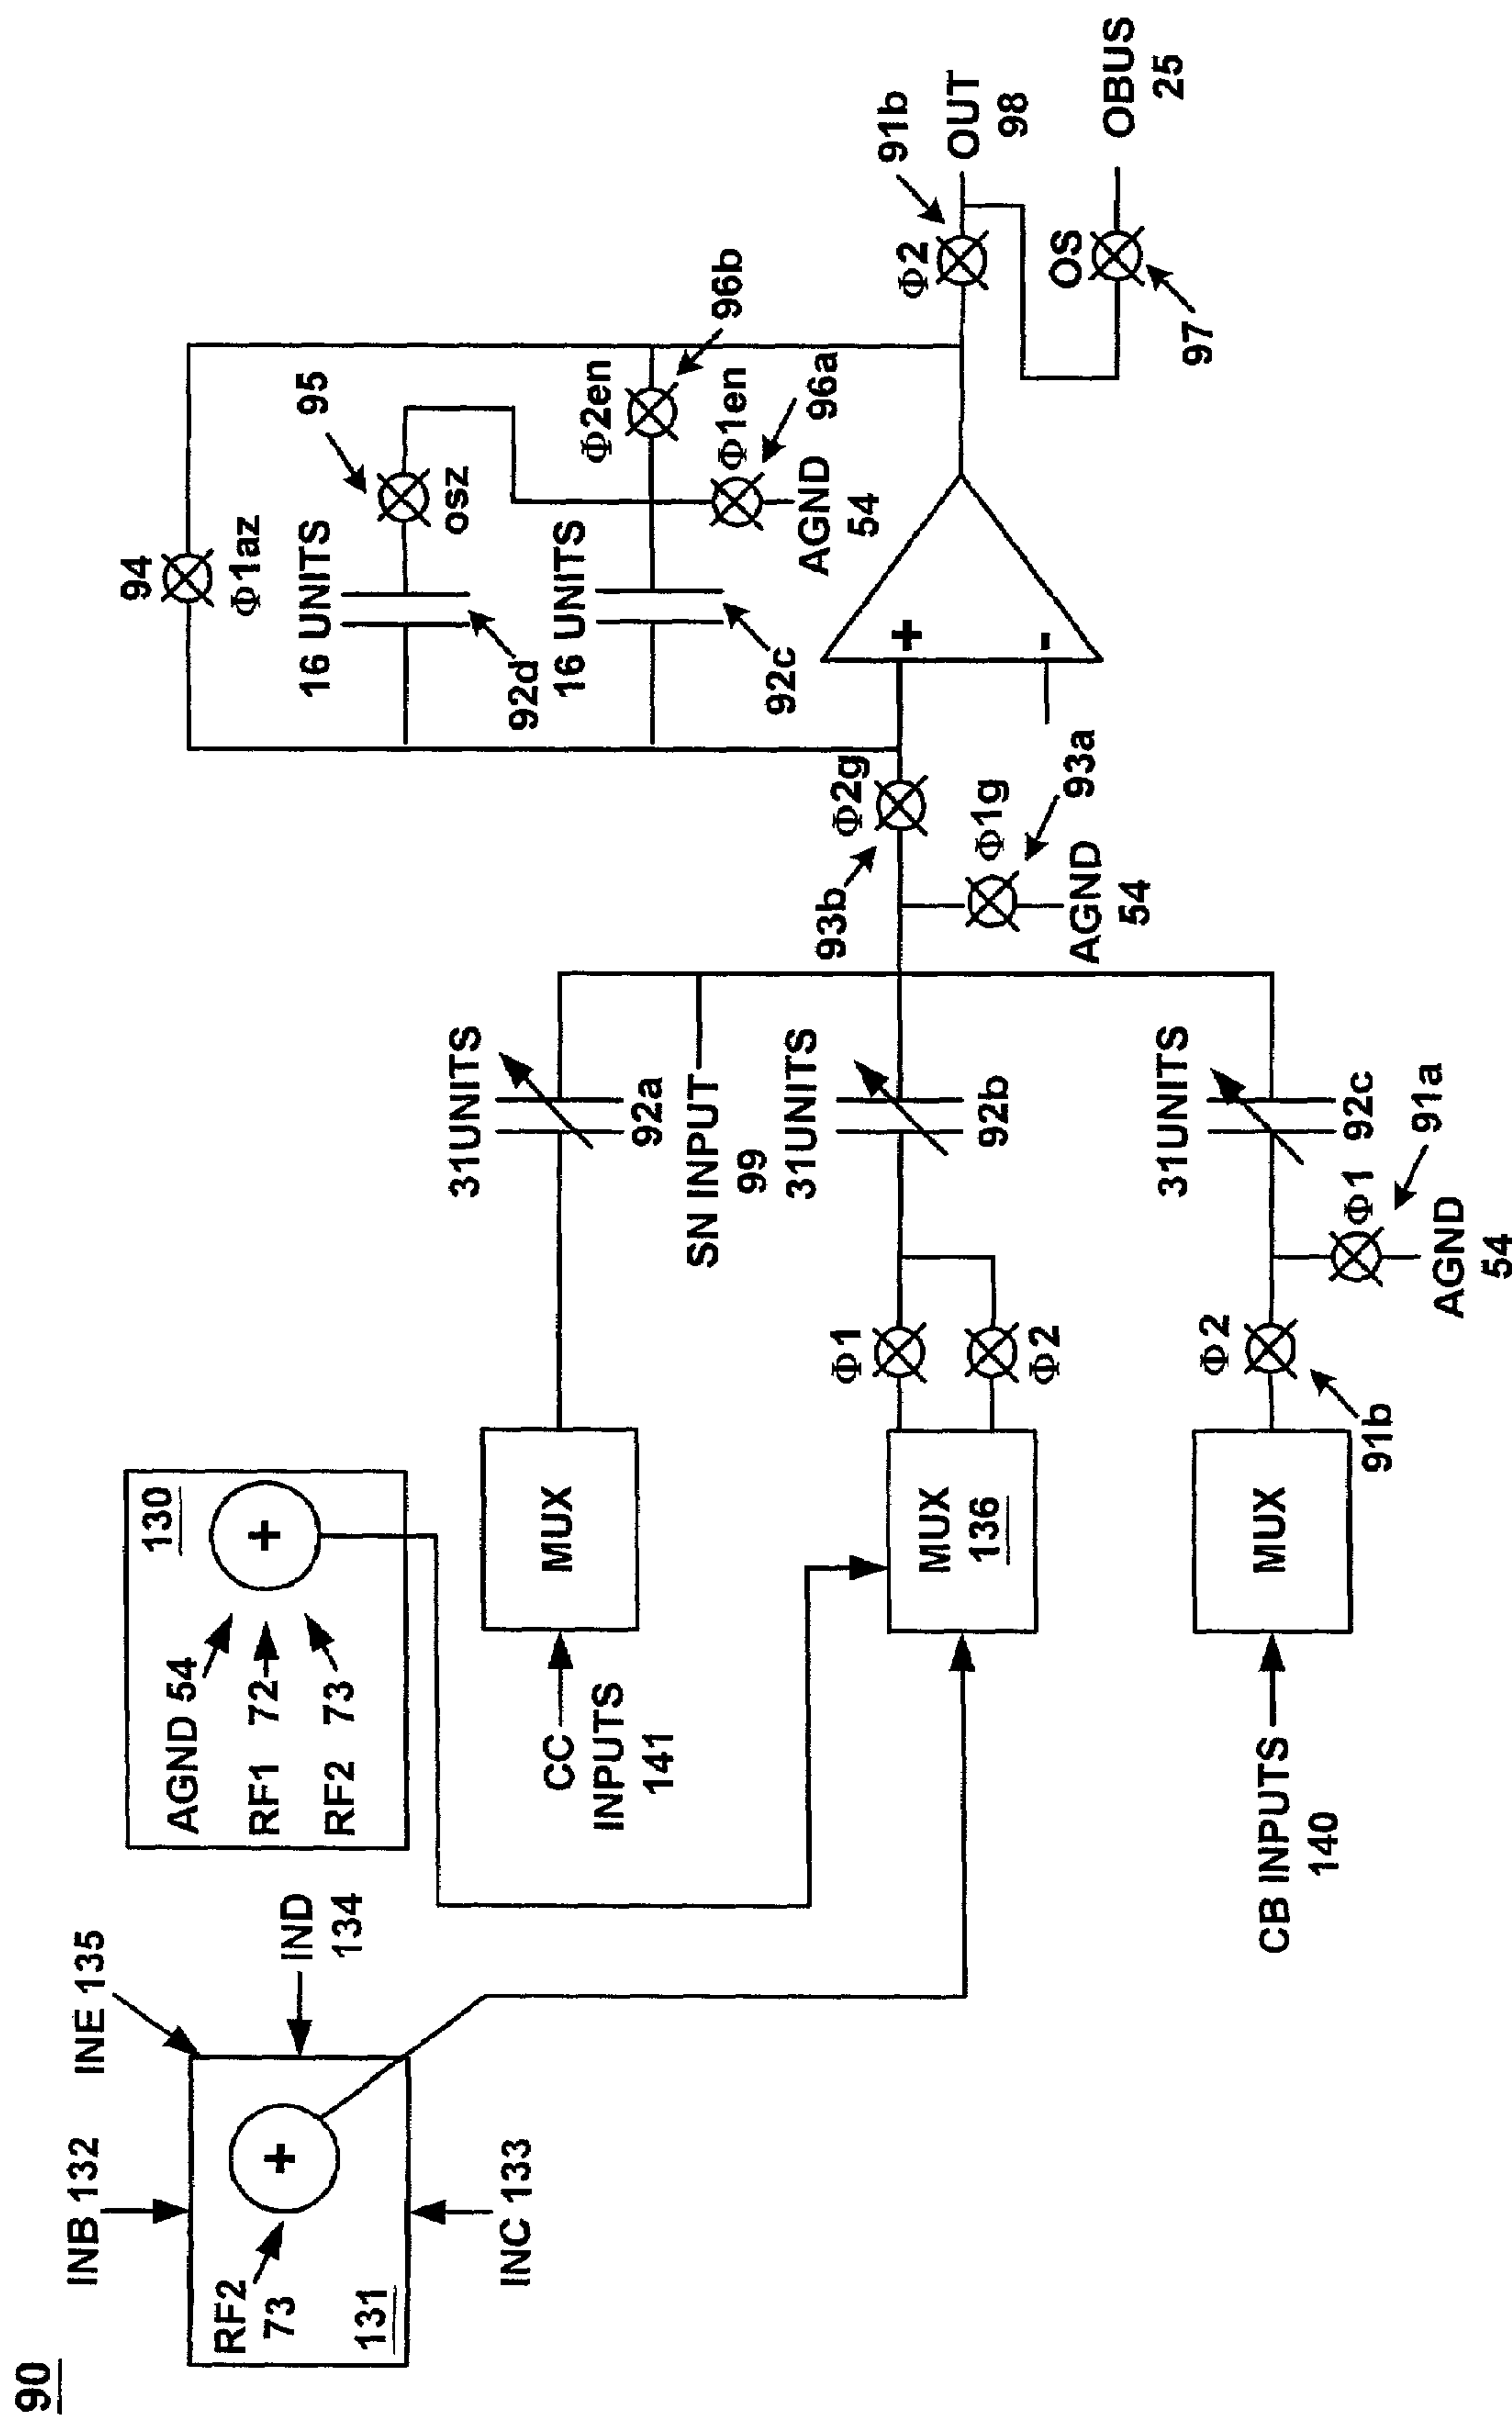 90
INB 132
INE 135
IND
134
RF2
73
+
131
INC 133
130
AGND 54
RF1 72
RF2 73
+
CC
INPUTS
141
MUX
31UNITS
92a
SN INPUT
99
MUX
136
Φ1
Φ2
31UNITS
92b
CB INPUTS
140
MUX
Φ2
91b
31UNITS
92c
Φ1
91a
AGND
54
93b
Φ2g
Φ1g
93a
AGND
54
94
Φ1az
16 UNITS
92d
95
osz
16 UNITS
92c
Φ2en
96b
Φ1en
96a
AGND
54
+
-
Φ2
91b
OUT
98
OS
97
OBUS
25